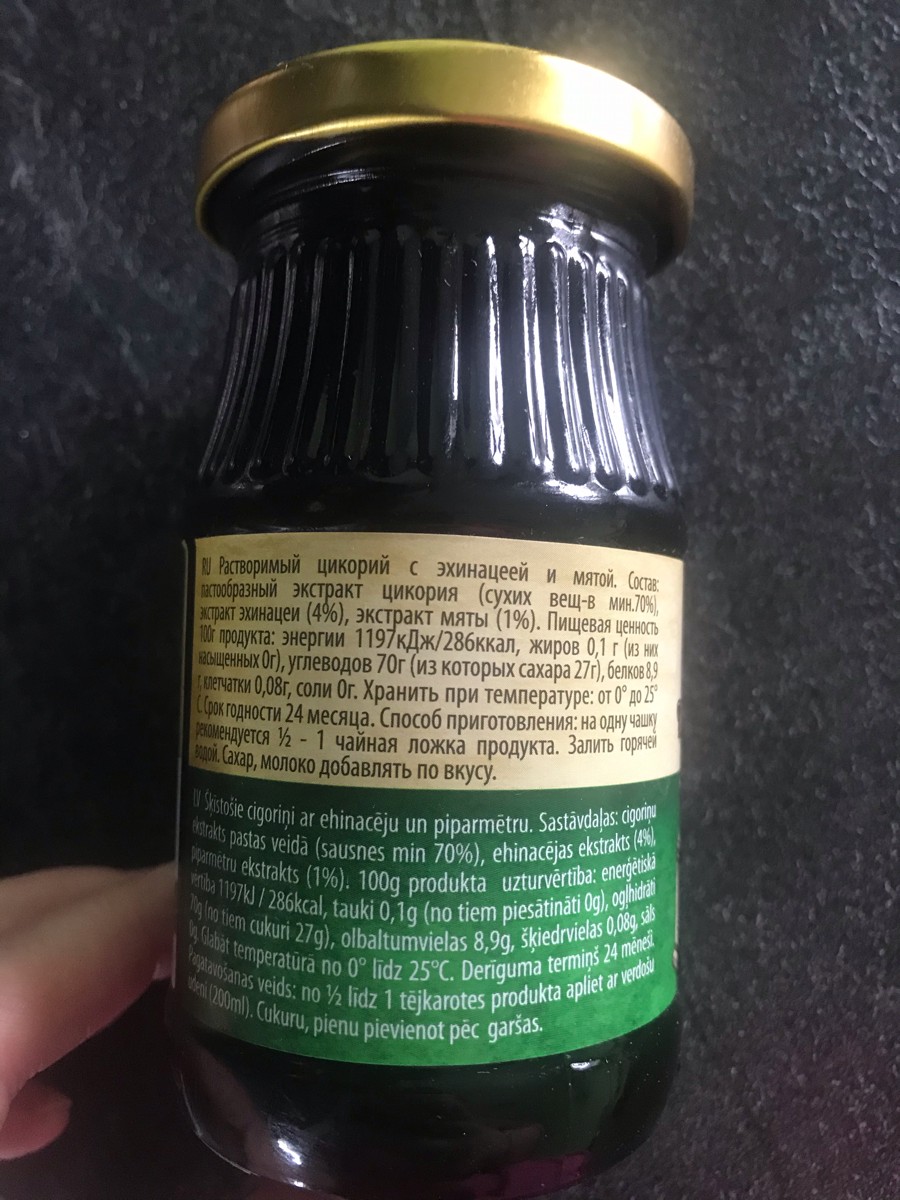 RU Растворимый цикорий с эхинацеей и мятой. Состав:
пастообразный экстракт цикория (сухих вещ-в мин.70%),
экстракт эхинацеи (4%), экстракт мяты (1%). Пищевая ценность
100г продукта: энергии 1197кДж/286ккал, жиров 0,1 г (из них
насыщенных 0г), углеводов 70г (из которых сахара 27г), белков 8,9
г, клетчатки 0,08г, соли 0г. Хранить при температуре: от 0° до 25°
С. Срок годности 24 месяца. Способ приготовления: на одну чашку
рекомендуется ½ - 1 чайная ложка продукта. Залить горячей
водой. Сахар, молоко добавлять по вкусу.
LV Šķīstošie cigoriņi ar ehinacēju un piparmētru. Sastāvdaļas: cigoriņu
ekstrakts pastas veidā (sausnes min 70%), ehinacējas ekstrakts (4%),
piparmētru ekstrakts (1%). 100g produkta uzturvērtība: enerģētiskā
vērtība 1197kJ / 286kcal, tauki 0,1g (no tiem piesātināti 0g), ogļhidrāti
70g (no tiem cukuri 27g), olbaltumvielas 8,9g, šķiedrvielas 0,08g, sāls
0g. Glabāt temperatūrā no 0° līdz 25°C. Derīguma termiņš 24 mēneši.
Pagatavošanas veids: no ½ līdz 1 tējkarotes produkta apliet ar verdošu
ūdeni (200ml). Cukuru, pienu pievienot pēc garšas.